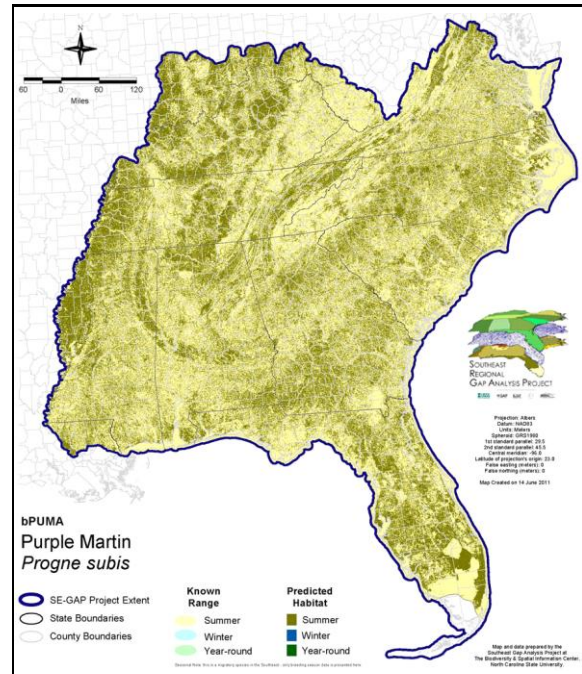 N
60 0 60 120
Miles
SOUTHEAST
REGIONAL
GAP ANALYSIS PROJECT
Projection: Albers
Datum: NAD83
Units: Meters
Spheroid: GRS1980
1st standard parallel: 29.5
2nd standard parallel: 45.5
Central meridian: -96.0
Latitude of projection's origin: 23.0
False easting (meters): 0
False northing (meters): 0
Map Created on 14 June 2011
bPUMA
Purple Martin
Progne subis
SE-GAP Project Extent
State Boundaries
County Boundaries
Known
Range
Summer
Winter
Year-round
Predicted
Habitat
Summer
Winter
Year-round
Map and data prepared by the
Southeast Gap Analysis Project at
The Biodiversity & Spatial Information Center,
North Carolina State University.